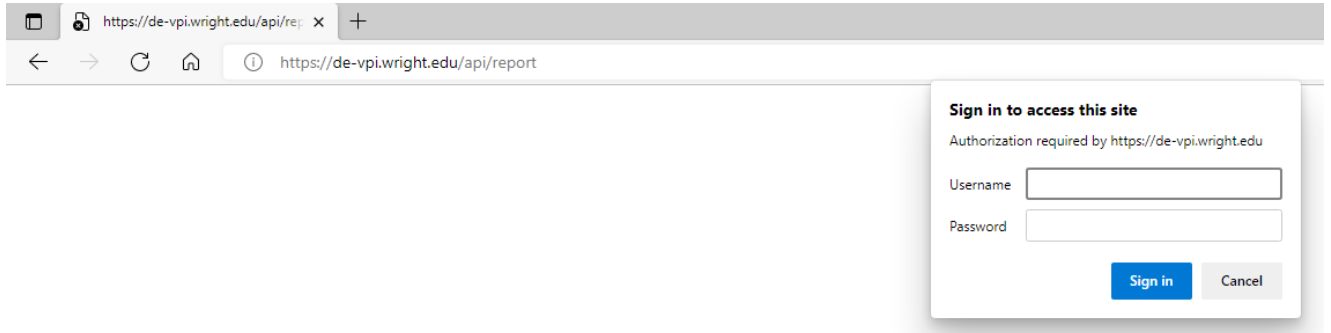 https://de-vpi.wright.edu/api/rep
https://de-vpi.wright.edu/api/report
Sign in to access this site
Authorization required by https://de-vpi.wright.edu
Username
Password
Sign in Cancel